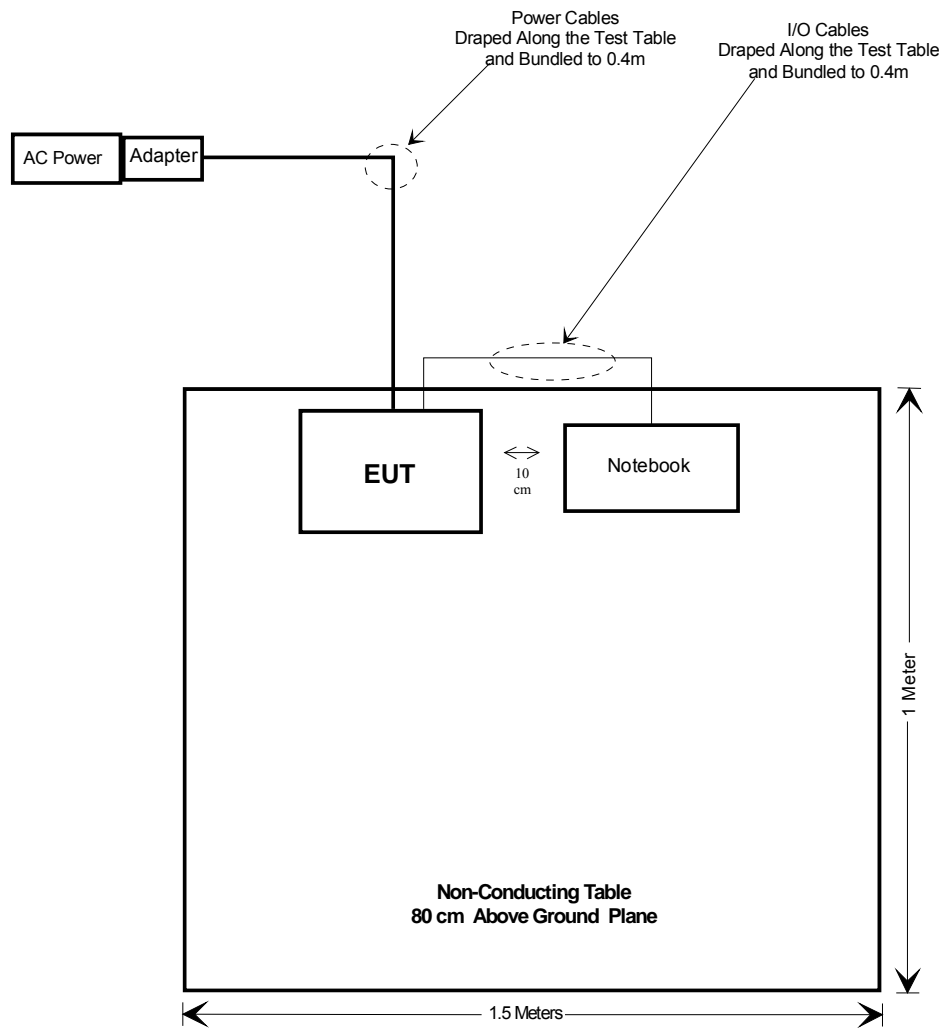 Power Cables
Draped Along the Test Table
and Bundled to 0.4m
I/O Cables
Draped Along the Test Table
and Bundled to 0.4m
AC Power
Adapter
EUT
10
cm
Notebook
1 Meter
Non-Conducting Table
80 cm Above Ground Plane
1.5 Meters